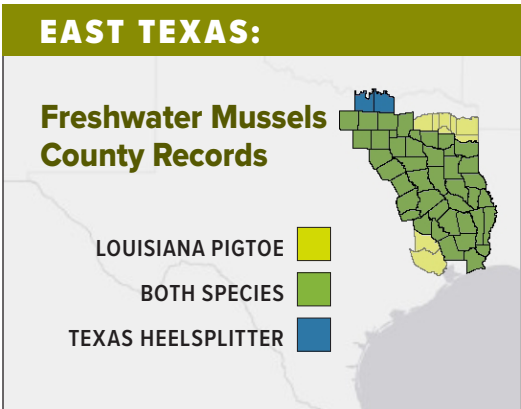 EAST TEXAS:
Freshwater Mussels
County Records
LOUISIANA PIGTOE
BOTH SPECIES
TEXAS HEELSPLITTER